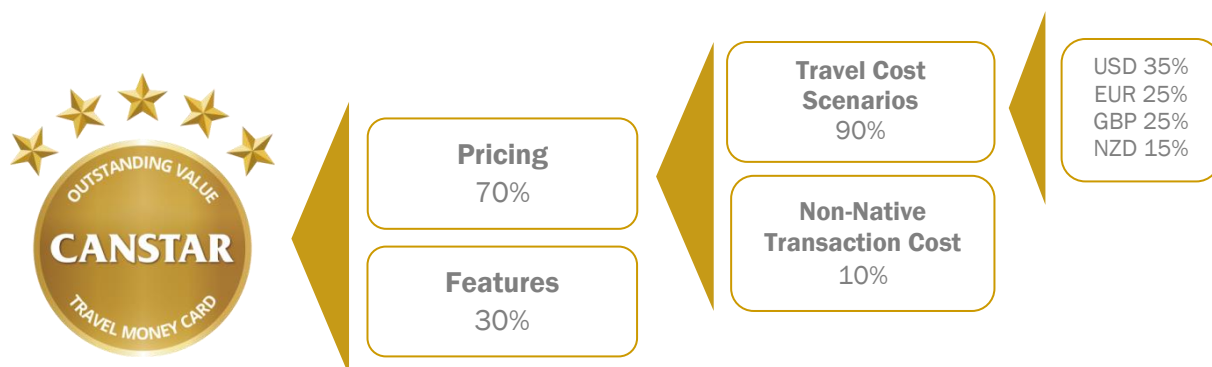 OUTSTANDING VALUE
CANSTAR
TRAVEL MONEY CARD
Pricing
70%
Features
30%
Travel Cost
Scenarios
90%
Non-Native
Transaction Cost
10%
USD 35%
EUR 25%
GBP 25%
NZD 15%